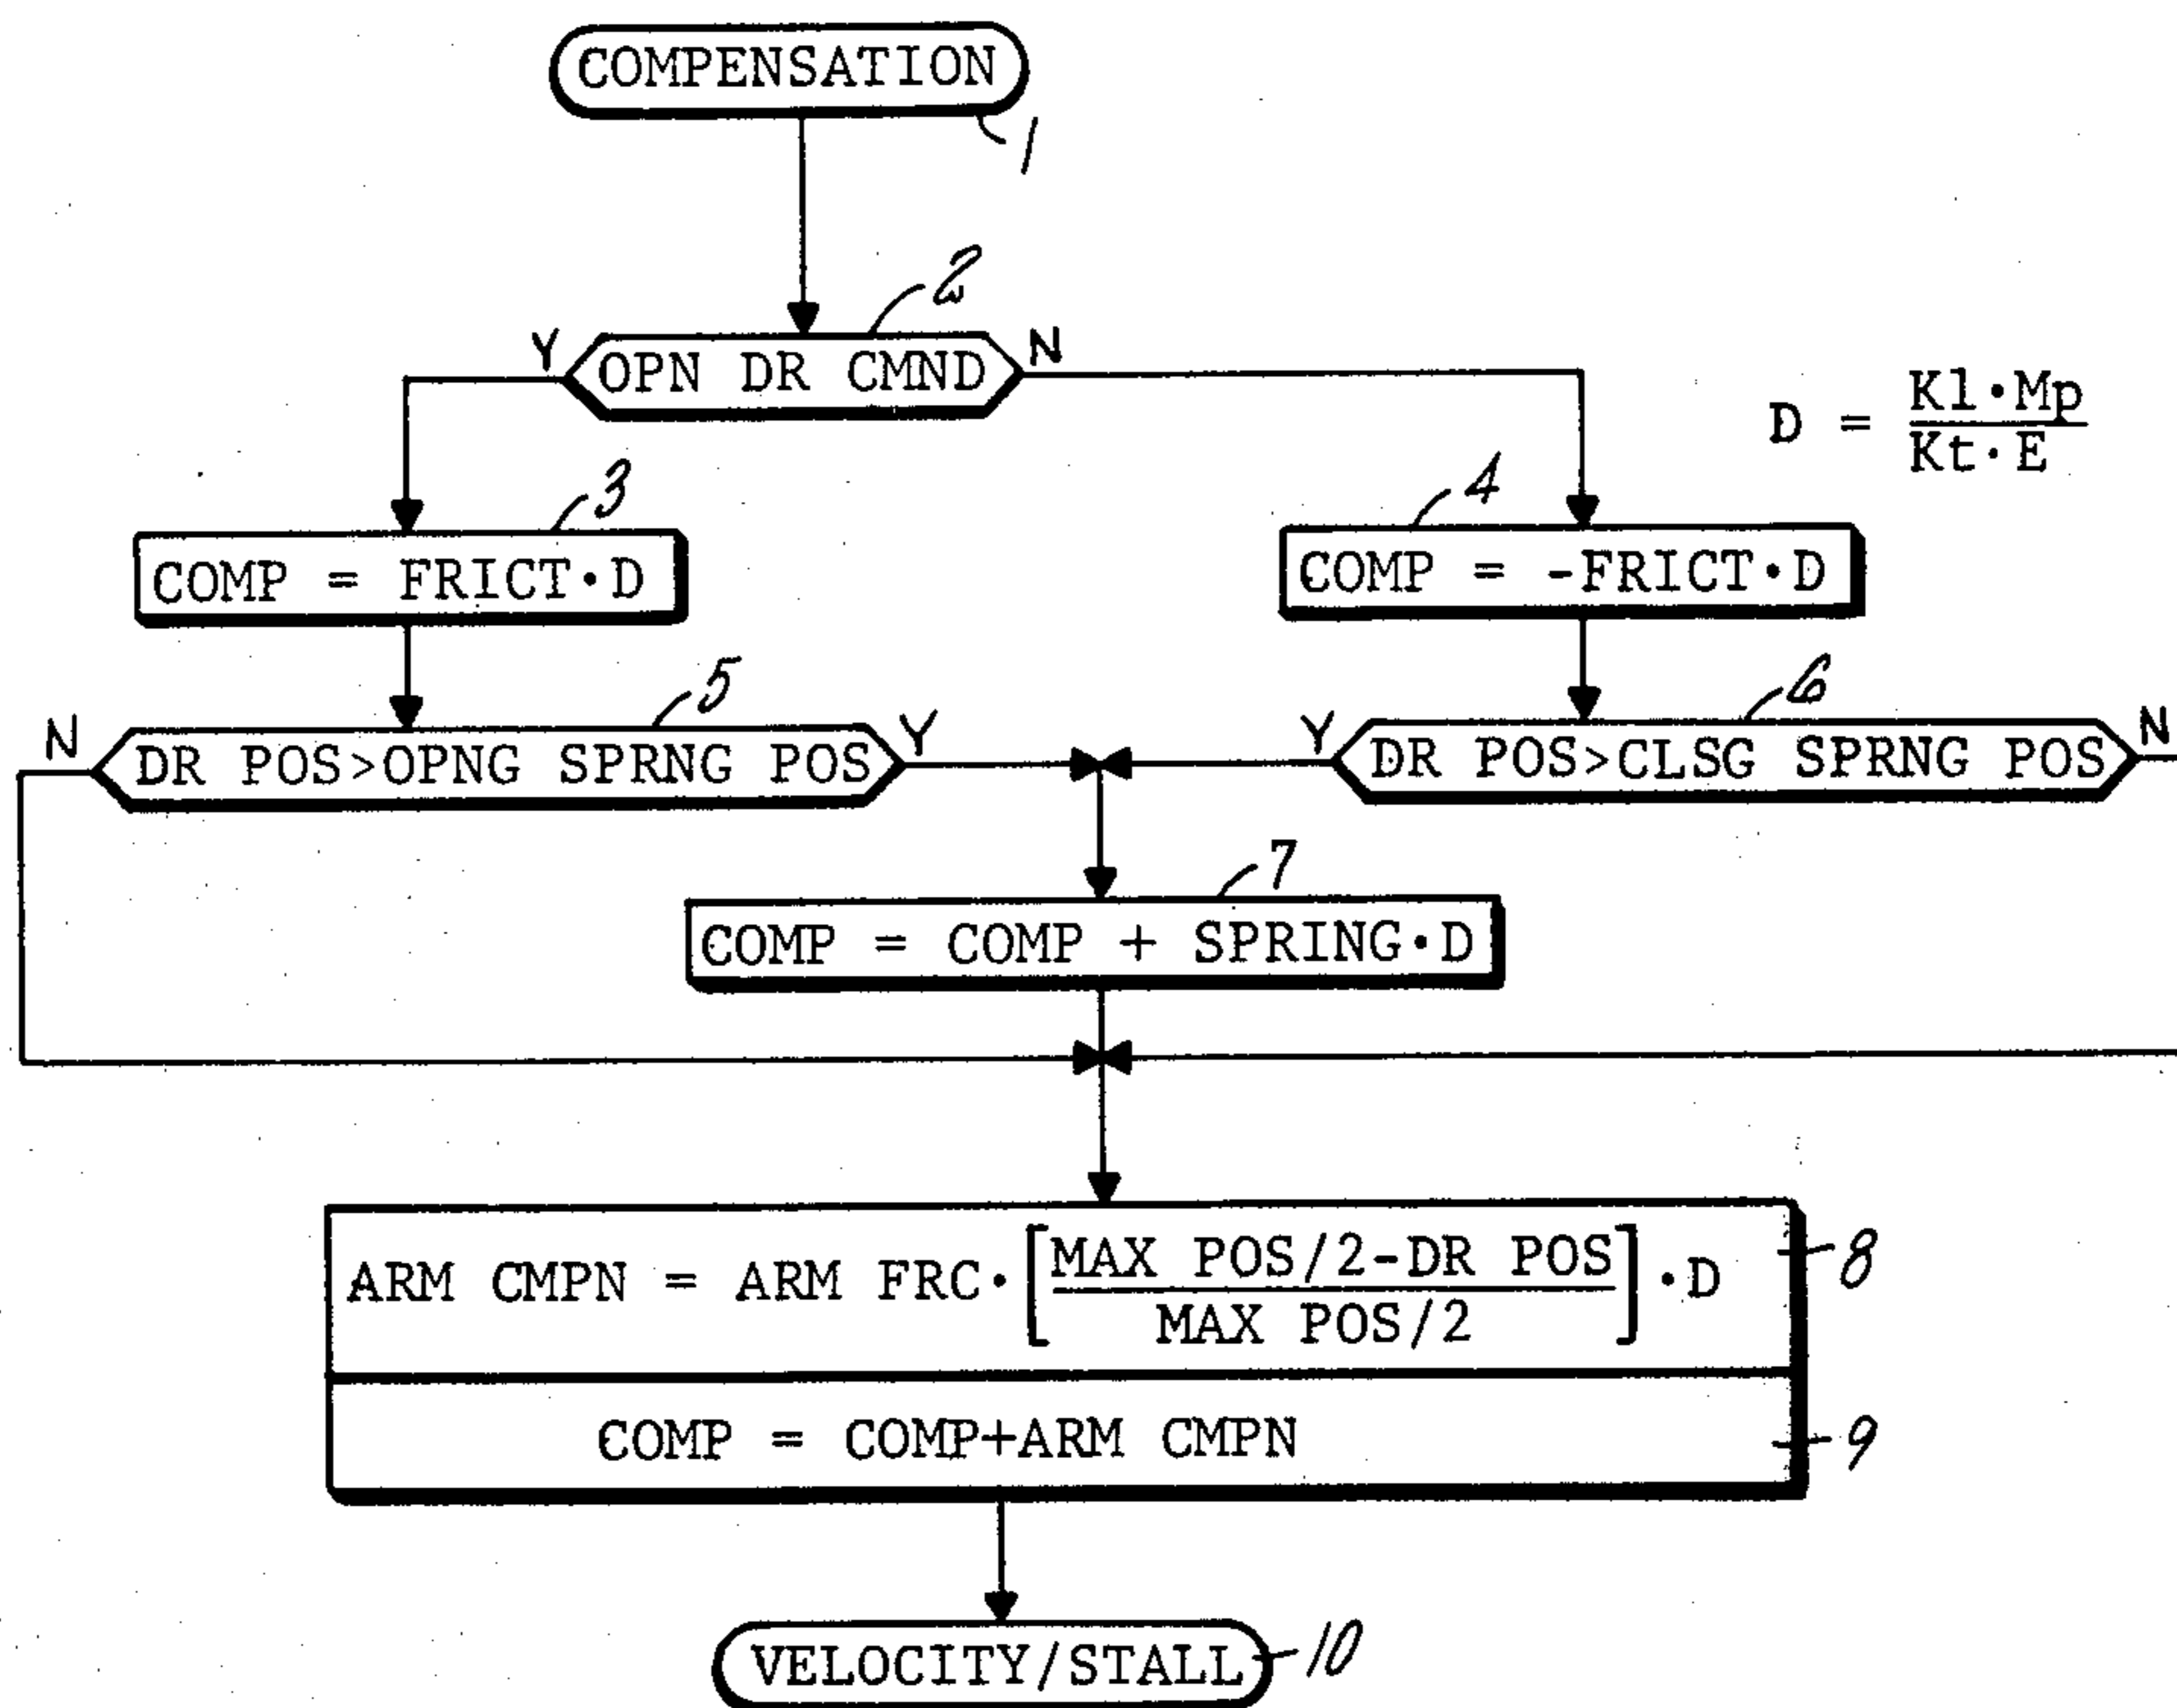 COMPENSATION
1
2
Y OPN DR CMND N
D = Kl·Mp
Kt·E
3
4
COMP = FRICT·D
COMP = -FRICT·D
5
6
N DR POS>OPNG SPRNG POS Y
Y DR POS>CLSG SPRNG POS N
7
COMP = COMP + SPRING·D
ARM CMPN = ARM FRC·[MAX POS/2-DR POS
MAX POS/2]·D
8
COMP = COMP+ARM CMPN
9
VELOCITY/STALL
10